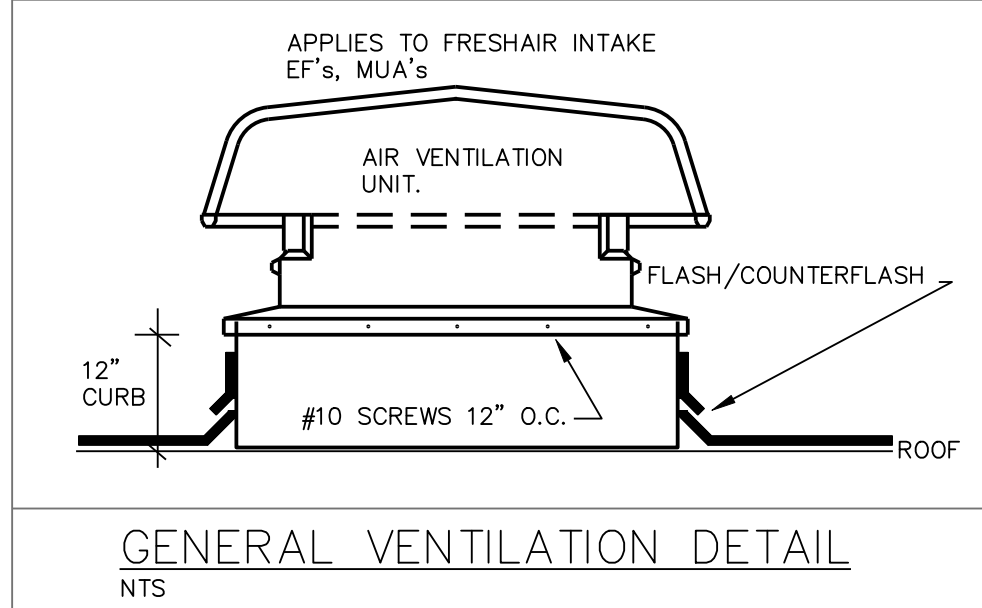 APPLIES TO FRESHAIR INTAKE
EF's, MUA's
AIR VENTILATION
UNIT.
FLASH/COUNTERFLASH
12"
CURB
#10 SCREWS 12" O.C.
ROOF
GENERAL VENTILATION DETAIL
NTS